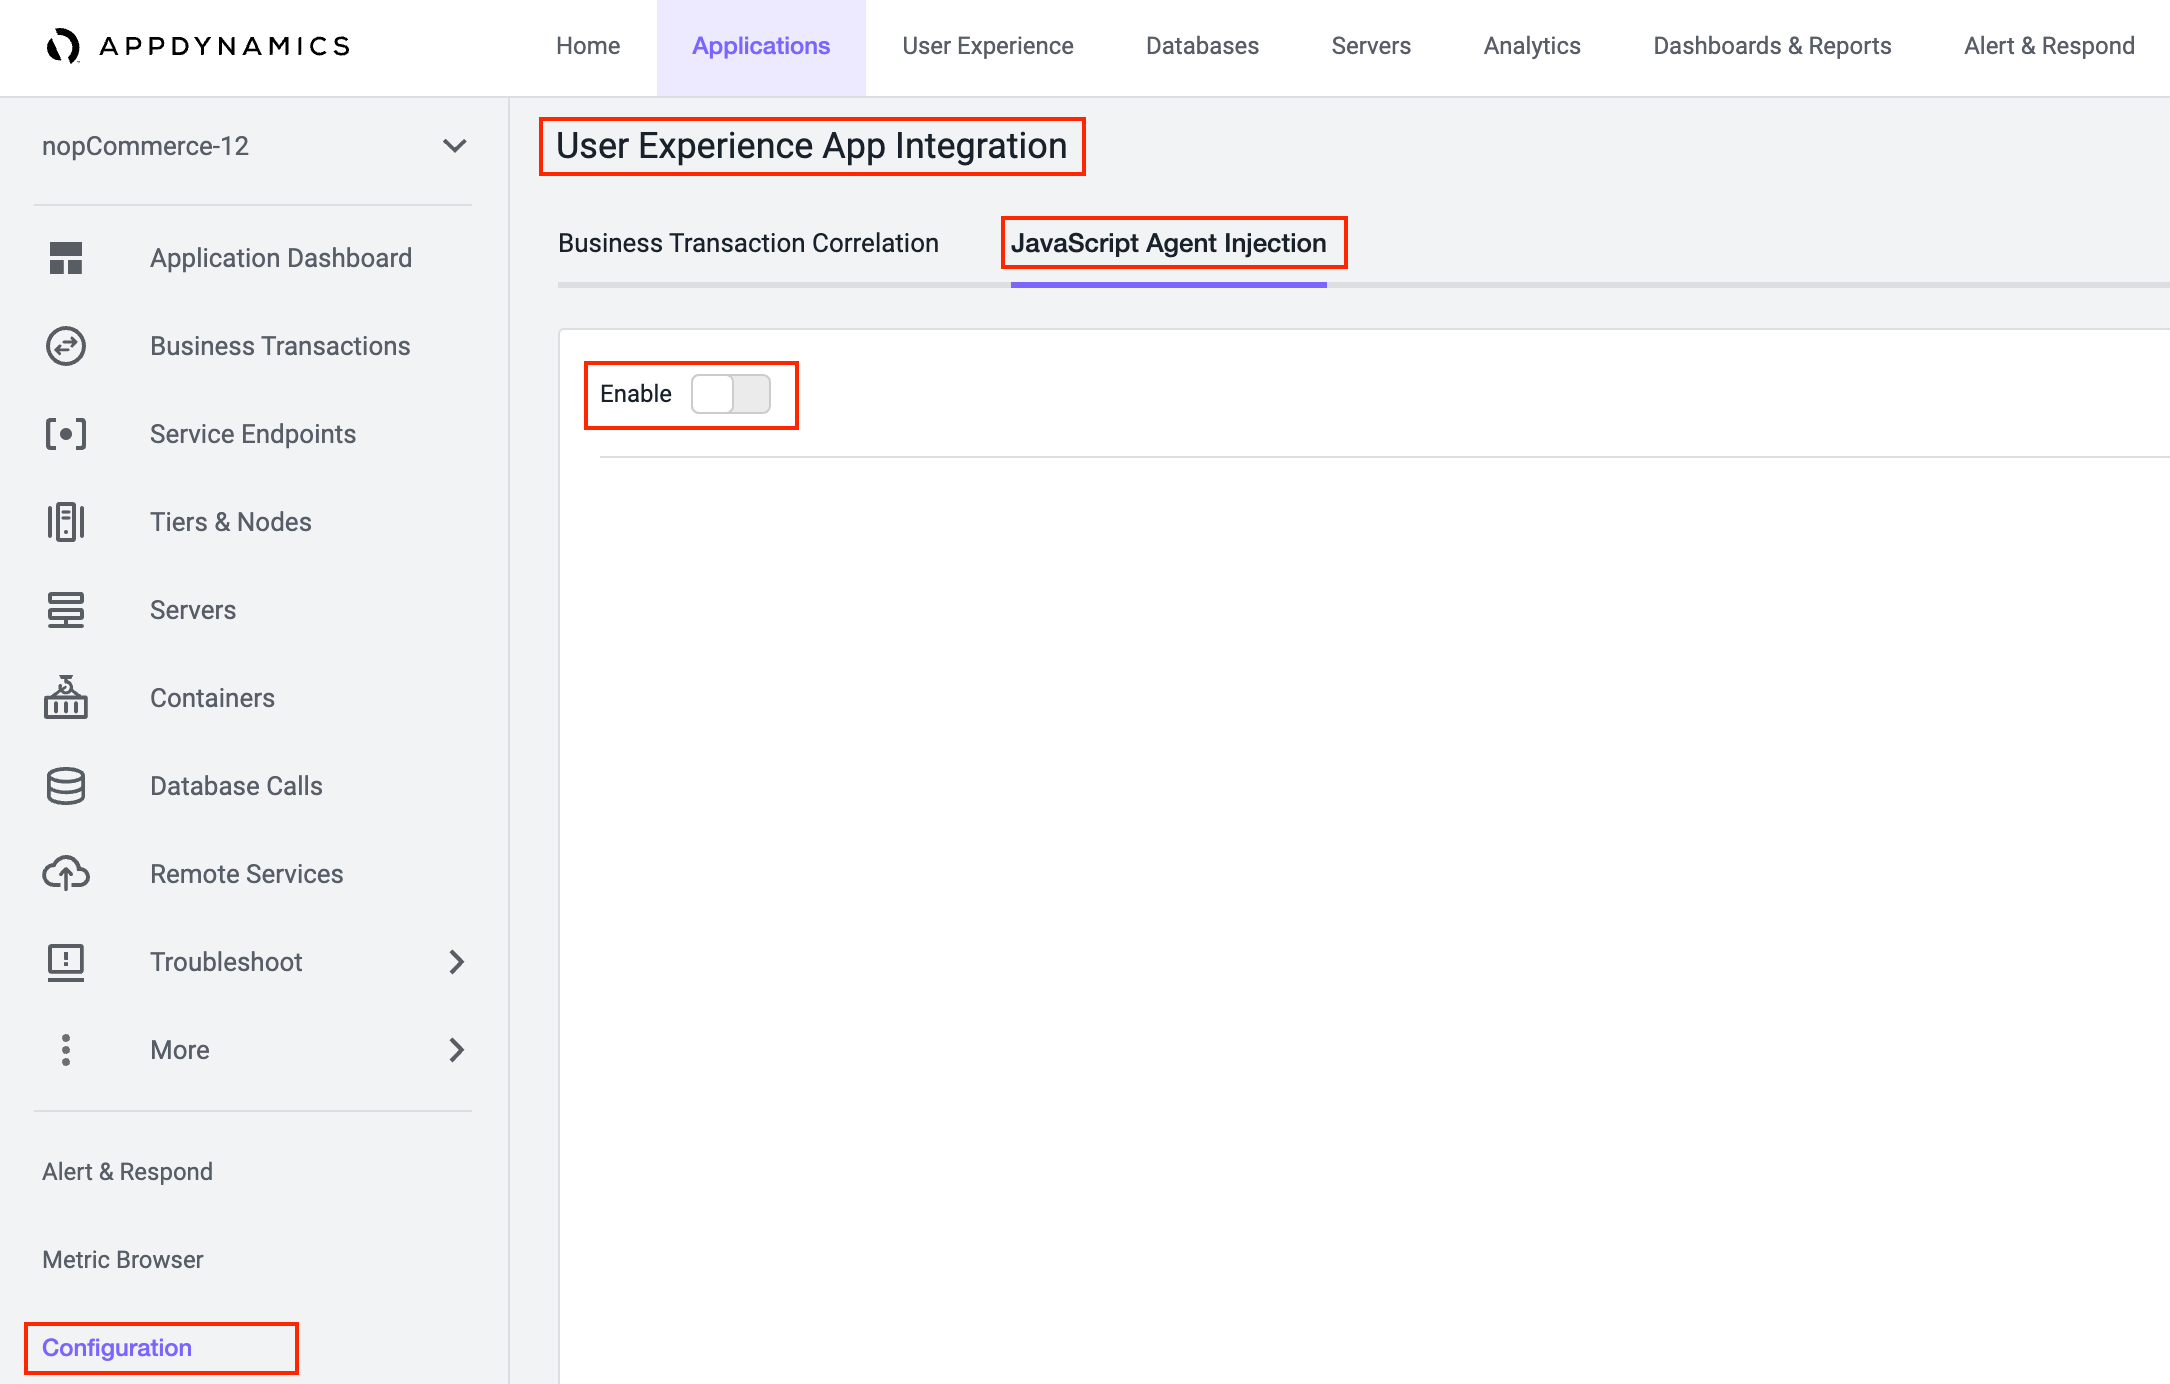 APPDYNAMICS
Home
Applications
User Experience
Databases
Servers
Analytics
Dashboards & Reports
Alert & Respond
nopCommerce-12
Application Dashboard
Business Transactions
Service Endpoints
Tiers & Nodes
Servers
Containers
Database Calls
Remote Services
Troubleshoot
More
Alert & Respond
Metric Browser
Configuration
User Experience App Integration
Business Transaction Correlation
JavaScript Agent Injection
Enable